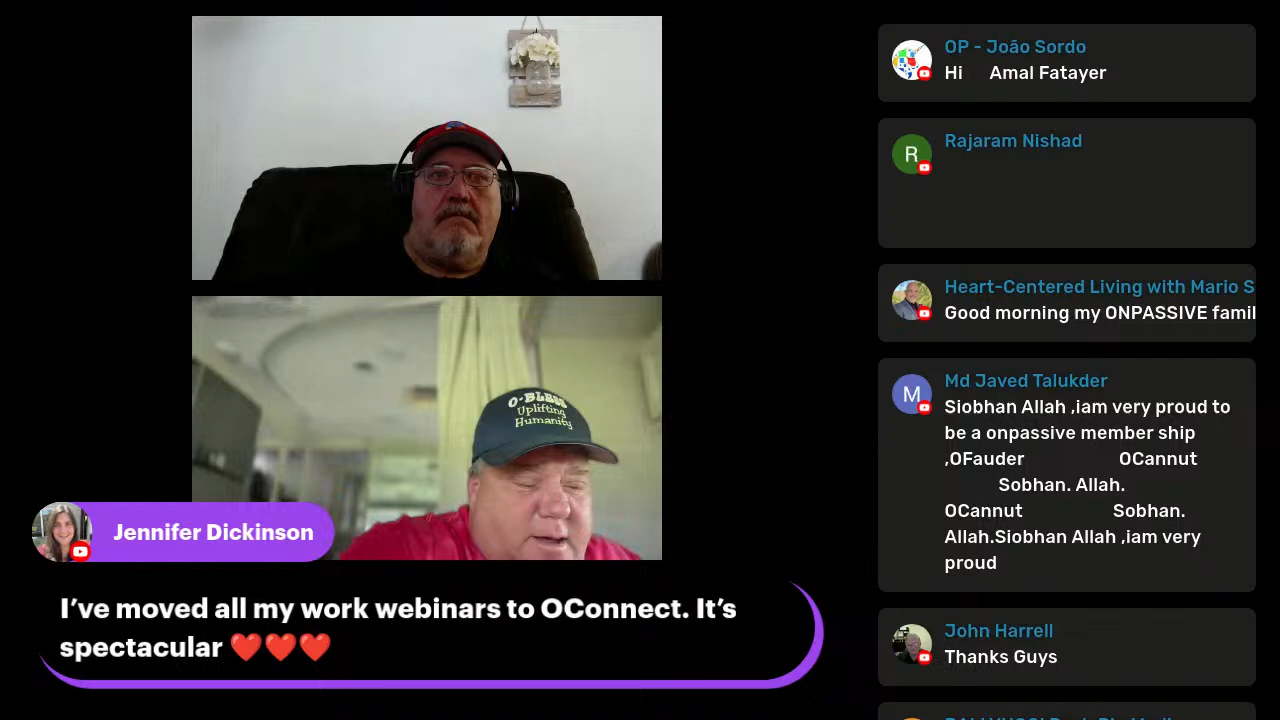 O-BLESS
Uplifting
Humanity
Jennifer Dickinson
I’ve moved all my work webinars to OConnect. It’s
spectacular ❤️❤️❤️
OP - João Sordo
Hi Amal Fatayer
R
Rajaram Nishad
Heart-Centered Living with Mario S
Good morning my ONPASSIVE famil
M
Md Javed Talukder
Siobhan Allah ,iam very proud to
be a onpassive member ship
,OFauder OCannut
Sobhan. Allah.
OCannut Sobhan.
Allah.Siobhan Allah ,iam very
proud
John Harrell
Thanks Guys